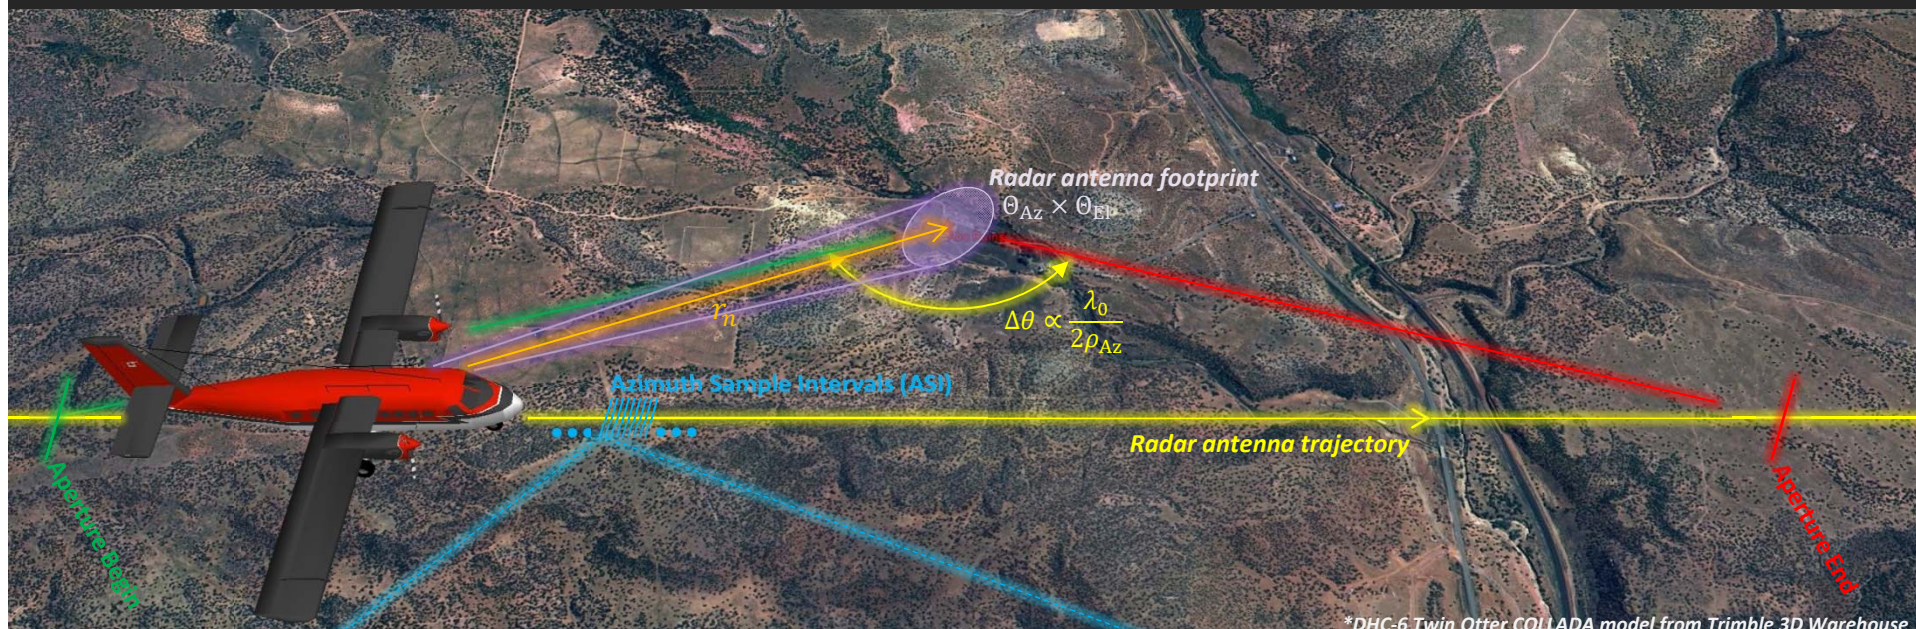 Radar antenna footprint
Θ_Az × Θ_El
r_n
Δθ ∝ λ₀ / 2ρ_Az
Azimuth Sample Intervals (ASI)
Radar antenna trajectory
Aperture Begin
Aperture End
*DHC-6 Twin Otter COLLADA model from Trimble 3D Warehouse